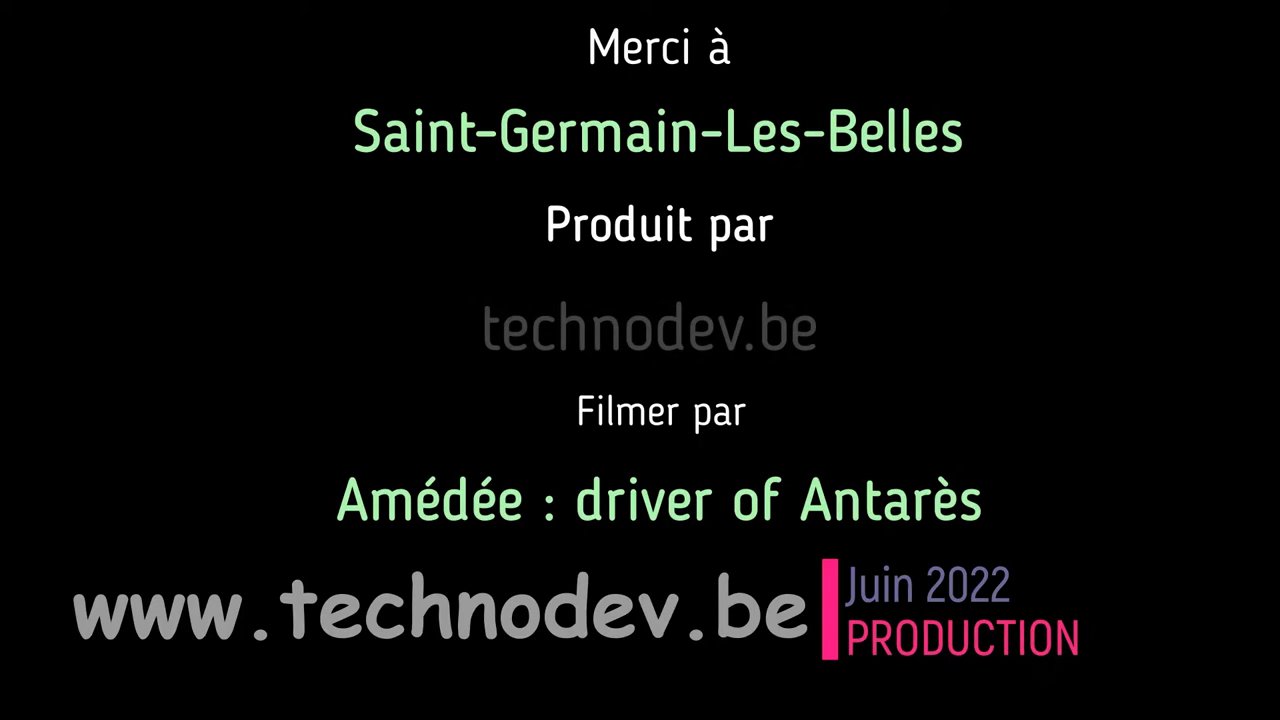 Merci à
Saint-Germain-Les-Belles
Produit par
technodev.be
Filmer par
Amédée : driver of Antarès
www.technodev.be
Juin 2022
PRODUCTION